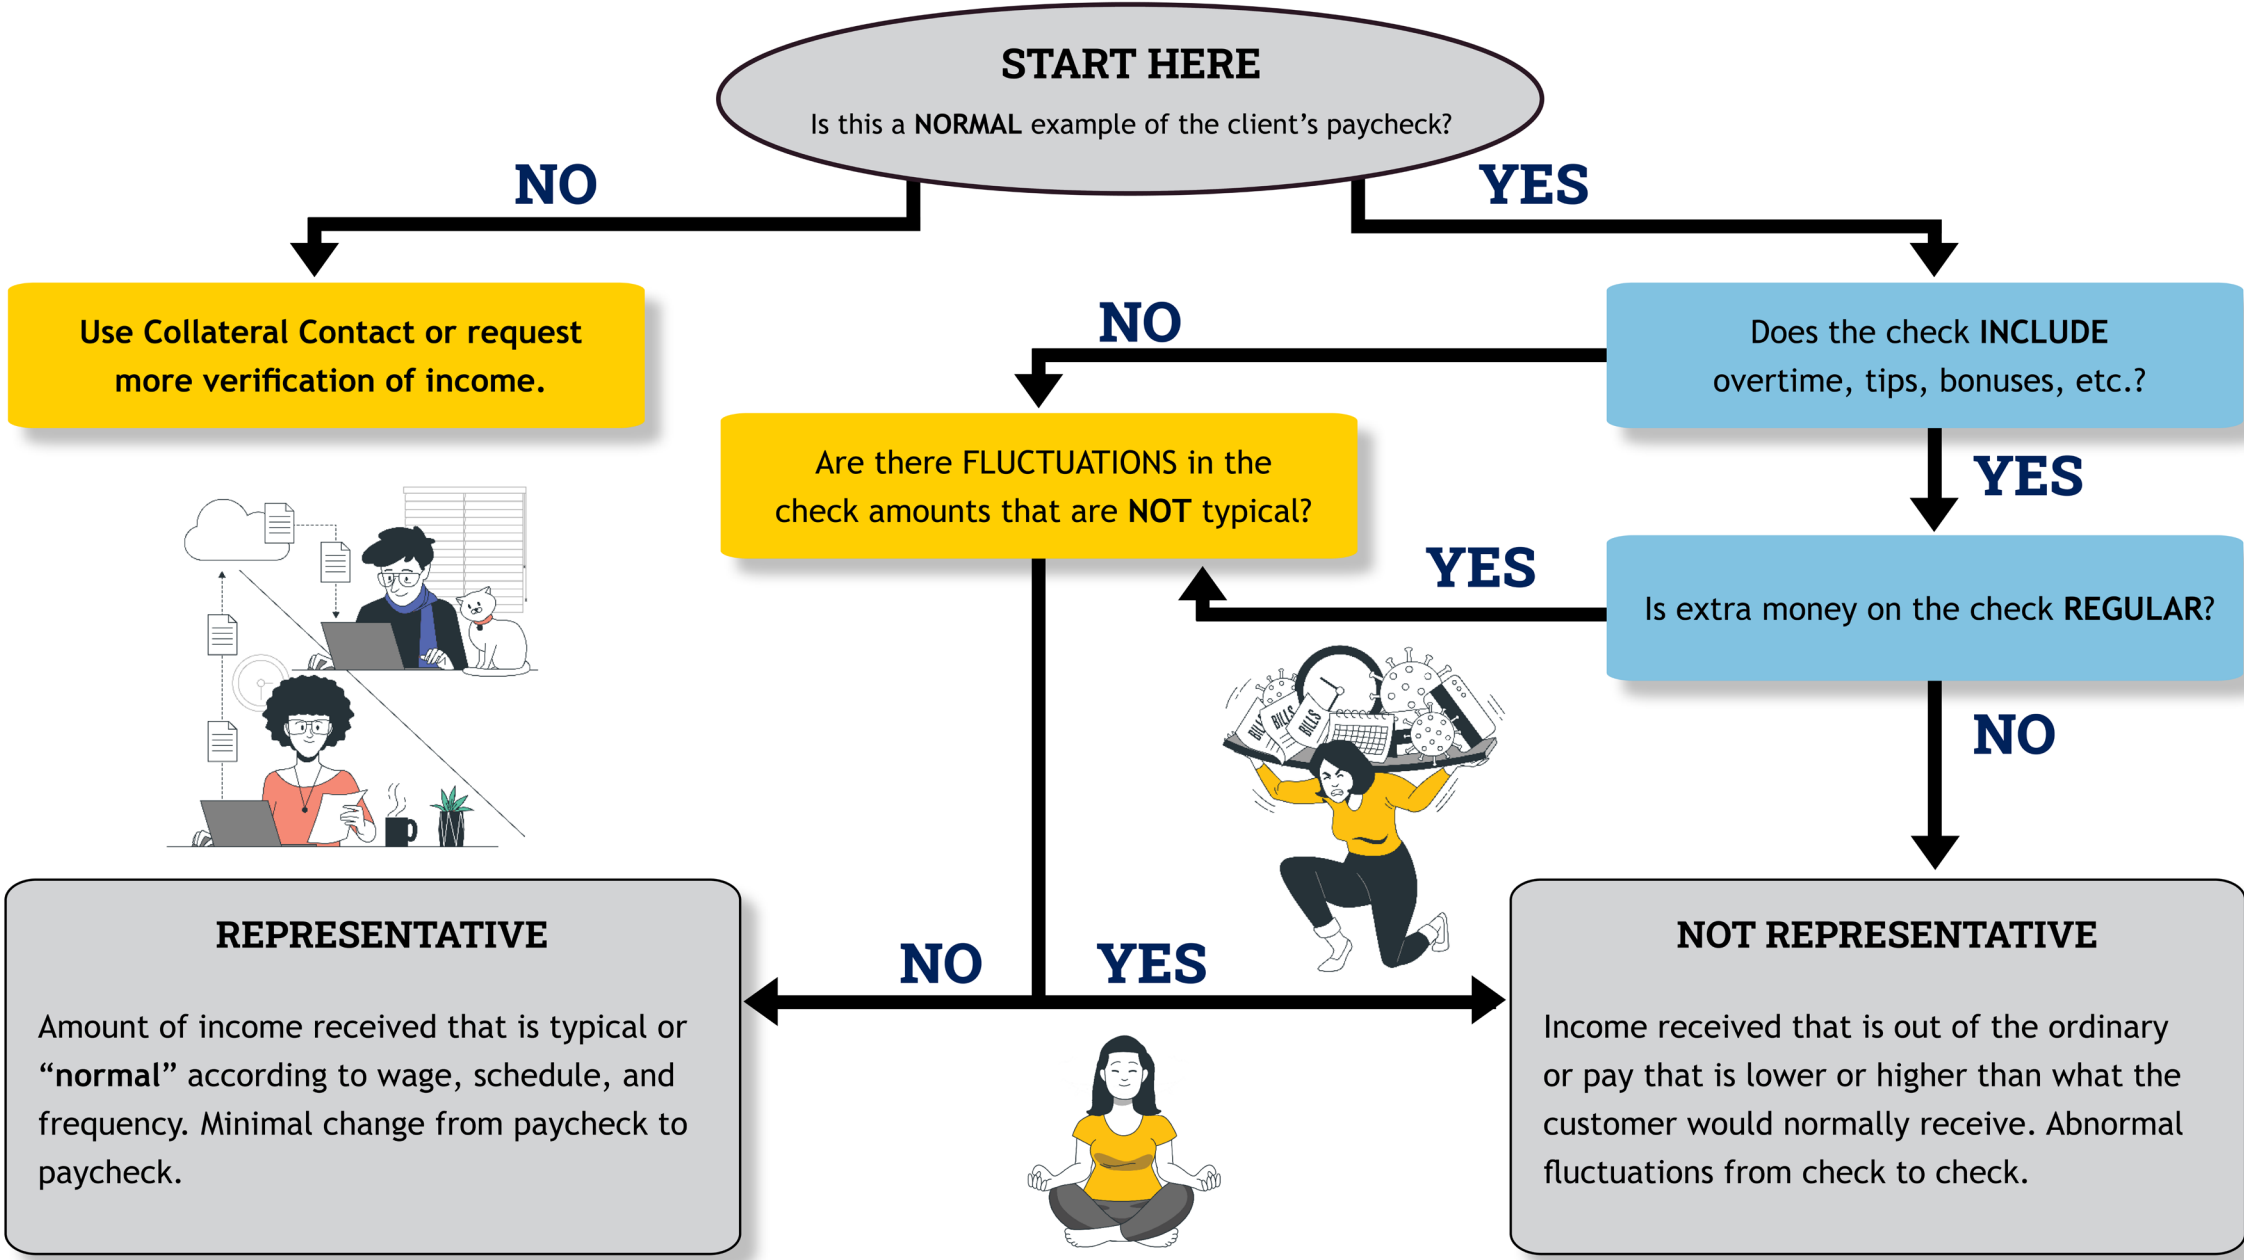 START HERE
Is this a NORMAL example of the client’s paycheck?
NO
YES
Use Collateral Contact or request
more verification of income.
NO
Does the check INCLUDE
overtime, tips, bonuses, etc.?
Are there FLUCTUATIONS in the
check amounts that are NOT typical?
YES
YES
Is extra money on the check REGULAR?
BILLS
BILLS
NO
REPRESENTATIVE
Amount of income received that is typical or
“normal” according to wage, schedule, and
frequency. Minimal change from paycheck to
paycheck.
NO
YES
NOT REPRESENTATIVE
Income received that is out of the ordinary
or pay that is lower or higher than what the
customer would normally receive. Abnormal
fluctuations from check to check.